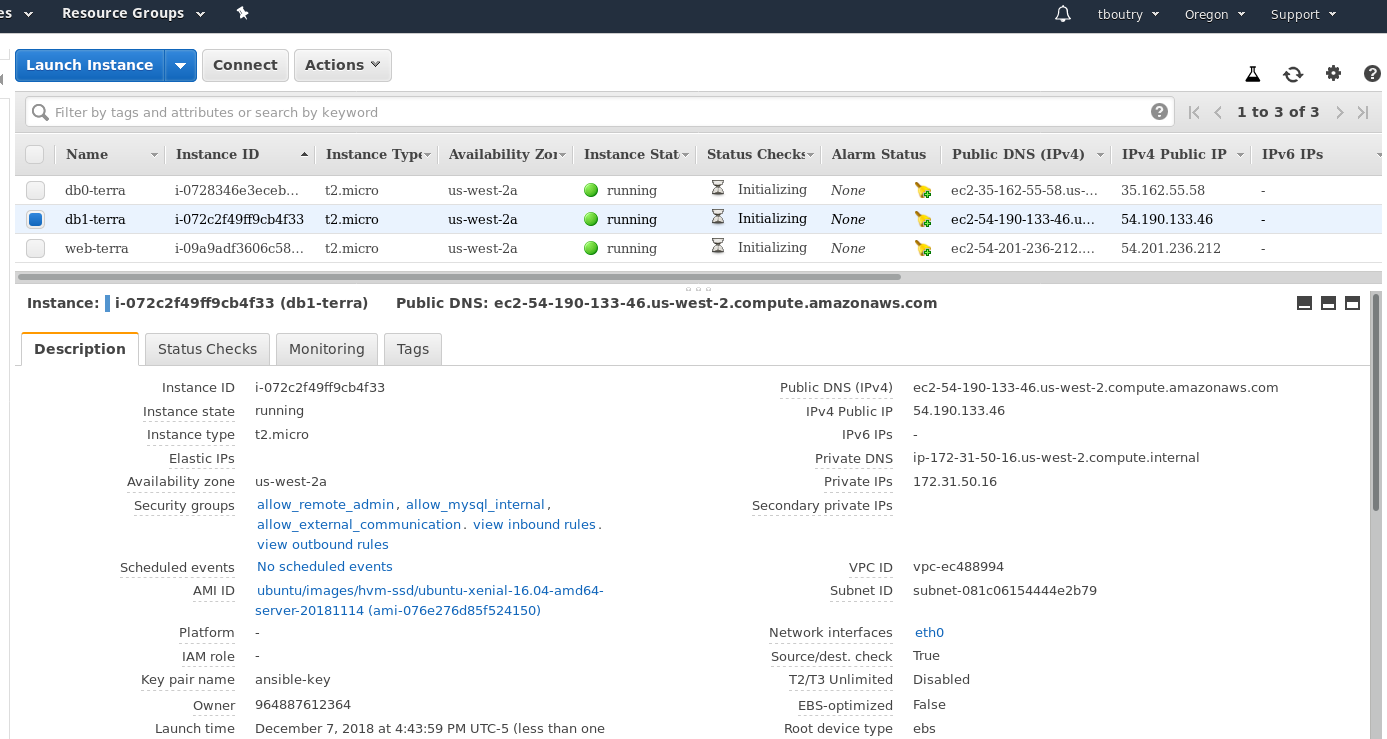 es Resource Groups tboutry Oregon Support
Launch Instance Connect Actions
Filter by tags and attributes or search by keyword 1 to 3 of 3
Name Instance ID Instance Type Availability Zor Instance Stat Status Checks Alarm Status Public DNS (IPv4) IPv4 Public IP IPv6 IPs
db0-terra i-0728346e3eceb... t2.micro us-west-2a running Initializing None ec2-35-162-55-58.us-... 35.162.55.58 -
db1-terra i-072c2f49ff9cb4f33 t2.micro us-west-2a running Initializing None ec2-54-190-133-46.u... 54.190.133.46 -
web-terra i-09a9adf3606c58... t2.micro us-west-2a running Initializing None ec2-54-201-236-212.... 54.201.236.212 -
Instance: i-072c2f49ff9cb4f33 (db1-terra) Public DNS: ec2-54-190-133-46.us-west-2.compute.amazonaws.com
Description Status Checks Monitoring Tags
Instance ID i-072c2f49ff9cb4f33 Public DNS (IPv4) ec2-54-190-133-46.us-west-2.compute.amazonaws.com
Instance state running IPv4 Public IP 54.190.133.46
Instance type t2.micro IPv6 IPs -
Elastic IPs Private DNS ip-172-31-50-16.us-west-2.compute.internal
Availability zone us-west-2a Private IPs 172.31.50.16
Security groups allow_remote_admin, allow_mysql_internal, Secondary private IPs
allow_external_communication. view inbound rules.
view outbound rules
Scheduled events No scheduled events VPC ID vpc-ec488994
AMI ID ubuntu/images/hvm-ssd/ubuntu-xenial-16.04-amd64- Subnet ID subnet-081c06154444e2b79
server-20181114 (ami-076e276d85f524150)
Platform - Network interfaces eth0
IAM role - Source/dest. check True
Key pair name ansible-key T2/T3 Unlimited Disabled
Owner 964887612364 EBS-optimized False
Launch time December 7, 2018 at 4:43:59 PM UTC-5 (less than one Root device type ebs